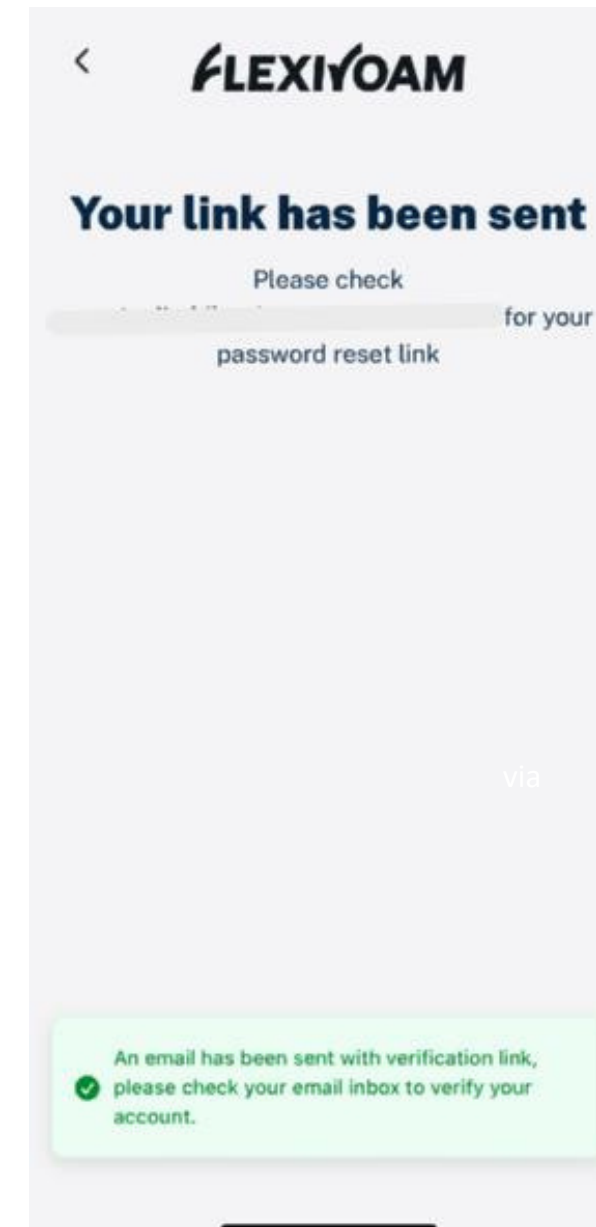 FLEXIROAM
Your link has been sent
Please check
for your
password reset link
via
An email has been sent with verification link,
please check your email inbox to verify your
account.